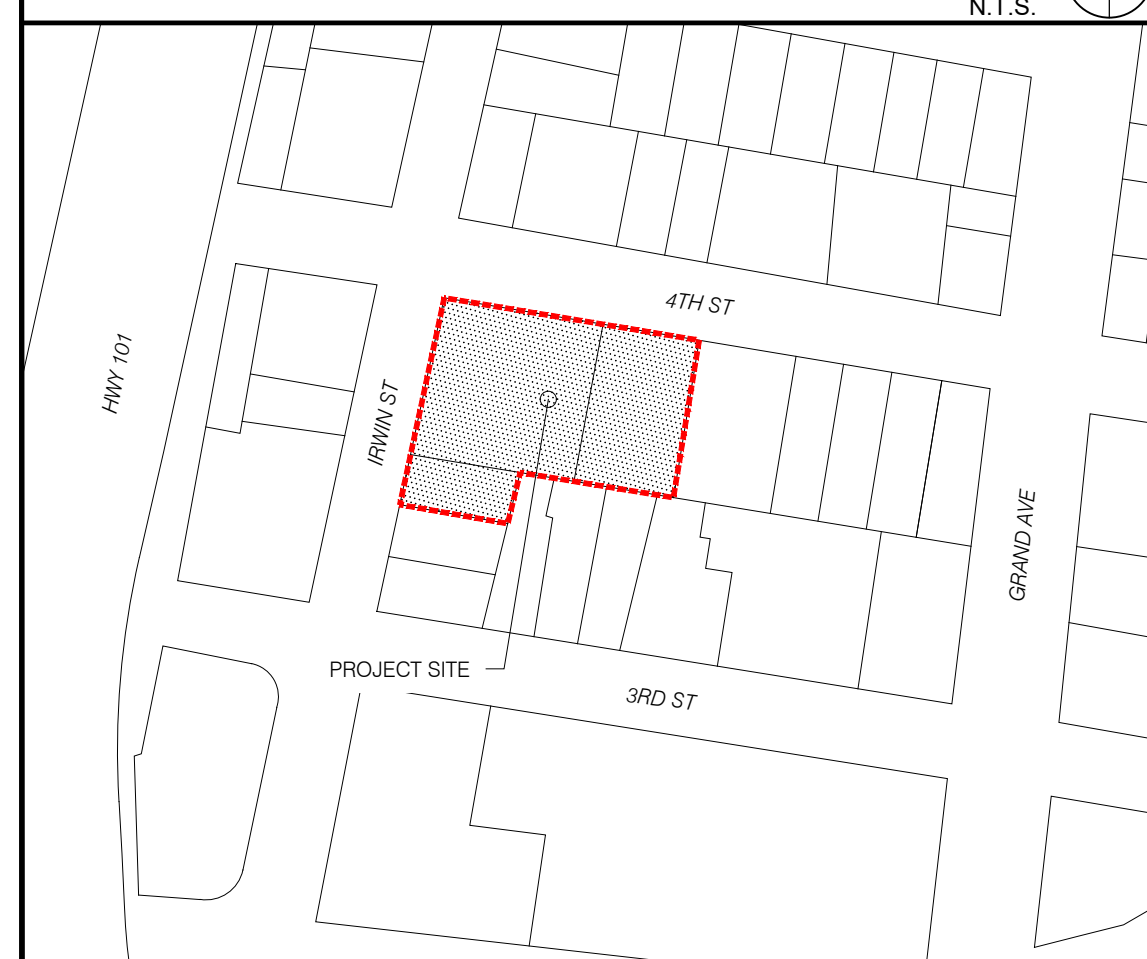 N.T.S.
4TH ST
HWY 101
IRWIN ST
GRAND AVE
PROJECT SITE
3RD ST